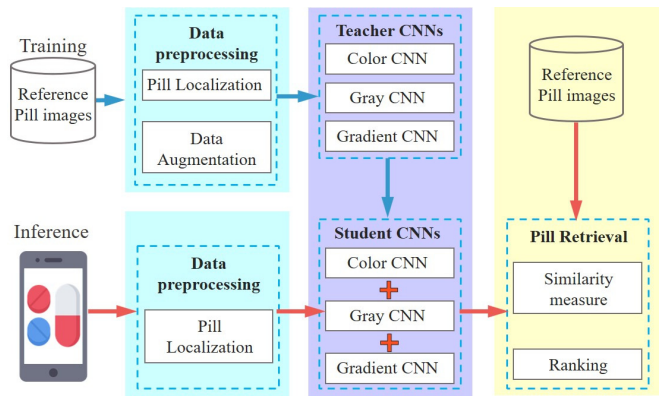 Training
Reference
Pill images
Data
preprocessing
Pill Localization
Data
Augmentation
Teacher CNNs
Color CNN
Gray CNN
Gradient CNN
Reference
Pill images
Inference
Data
preprocessing
Pill
Localization
Student CNNs
Color CNN
Gray CNN
Gradient CNN
Pill Retrieval
Similarity
measure
Ranking